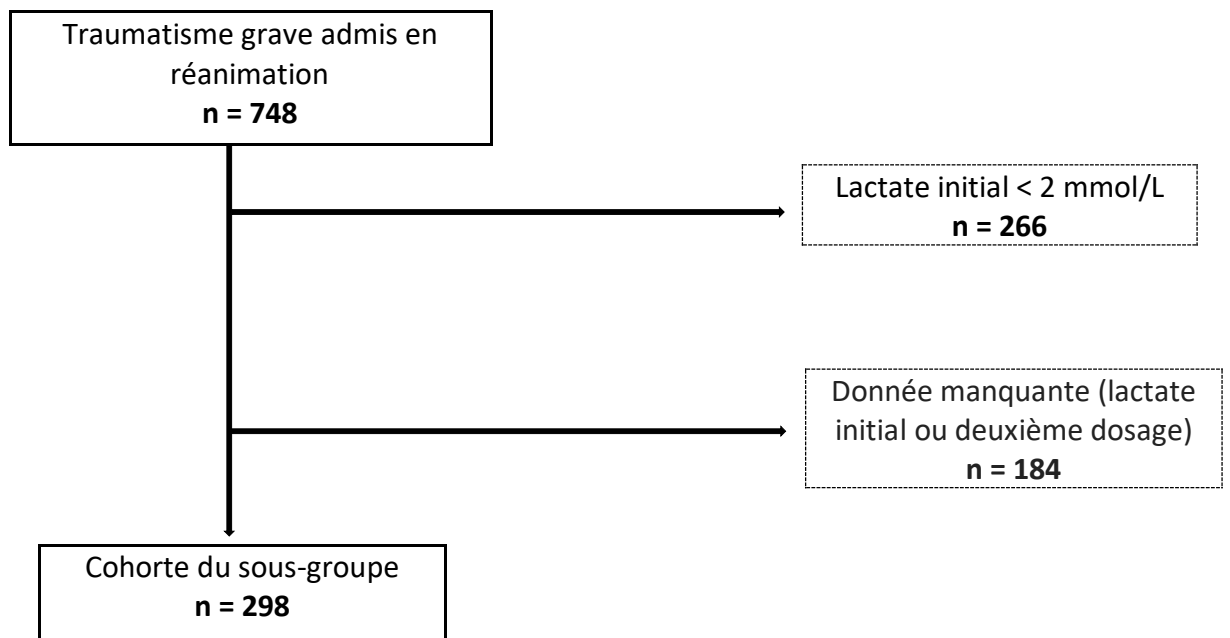 Traumatisme grave admis en
réanimation
n = 748
Lactate initial < 2 mmol/L
n = 266
Donnée manquante (lactate
initial ou deuxième dosage)
n = 184
Cohorte du sous-groupe
n = 298